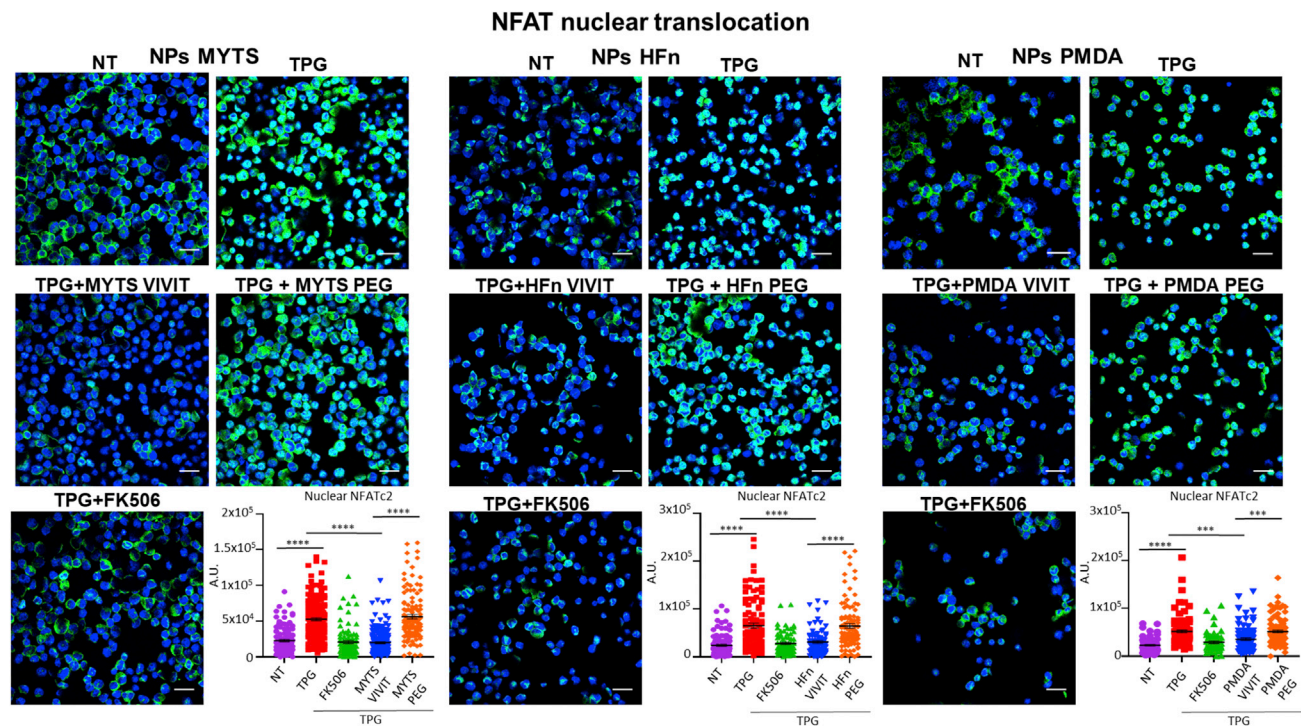 NFAT nuclear translocation
NPs MYTS
NT
TPG
TPG+MYTS VIVIT
TPG + MYTS PEG
TPG+FK506
Nuclear NFATc2
2x10⁵
1.5x10⁵
1x10⁵
5x10⁴
0
A.U.
****
****
****
NT
TPG
FK506
MYTS
VIVIT
MYTS
PEG
TPG
NPs HFn
NT
TPG
TPG+HFn VIVIT
TPG + HFn PEG
TPG+FK506
Nuclear NFATc2
3x10⁵
2x10⁵
1x10⁵
0
A.U.
****
****
****
NT
TPG
FK506
HFn
VIVIT
HFn
PEG
TPG
NPs PMDA
NT
TPG
TPG+PMDA VIVIT
TPG + PMDA PEG
TPG+FK506
Nuclear NFATc2
3x10⁵
2x10⁵
1x10⁵
0
A.U.
****
***
***
NT
TPG
FK506
PMDA
VIVIT
PMDA
PEG
TPG